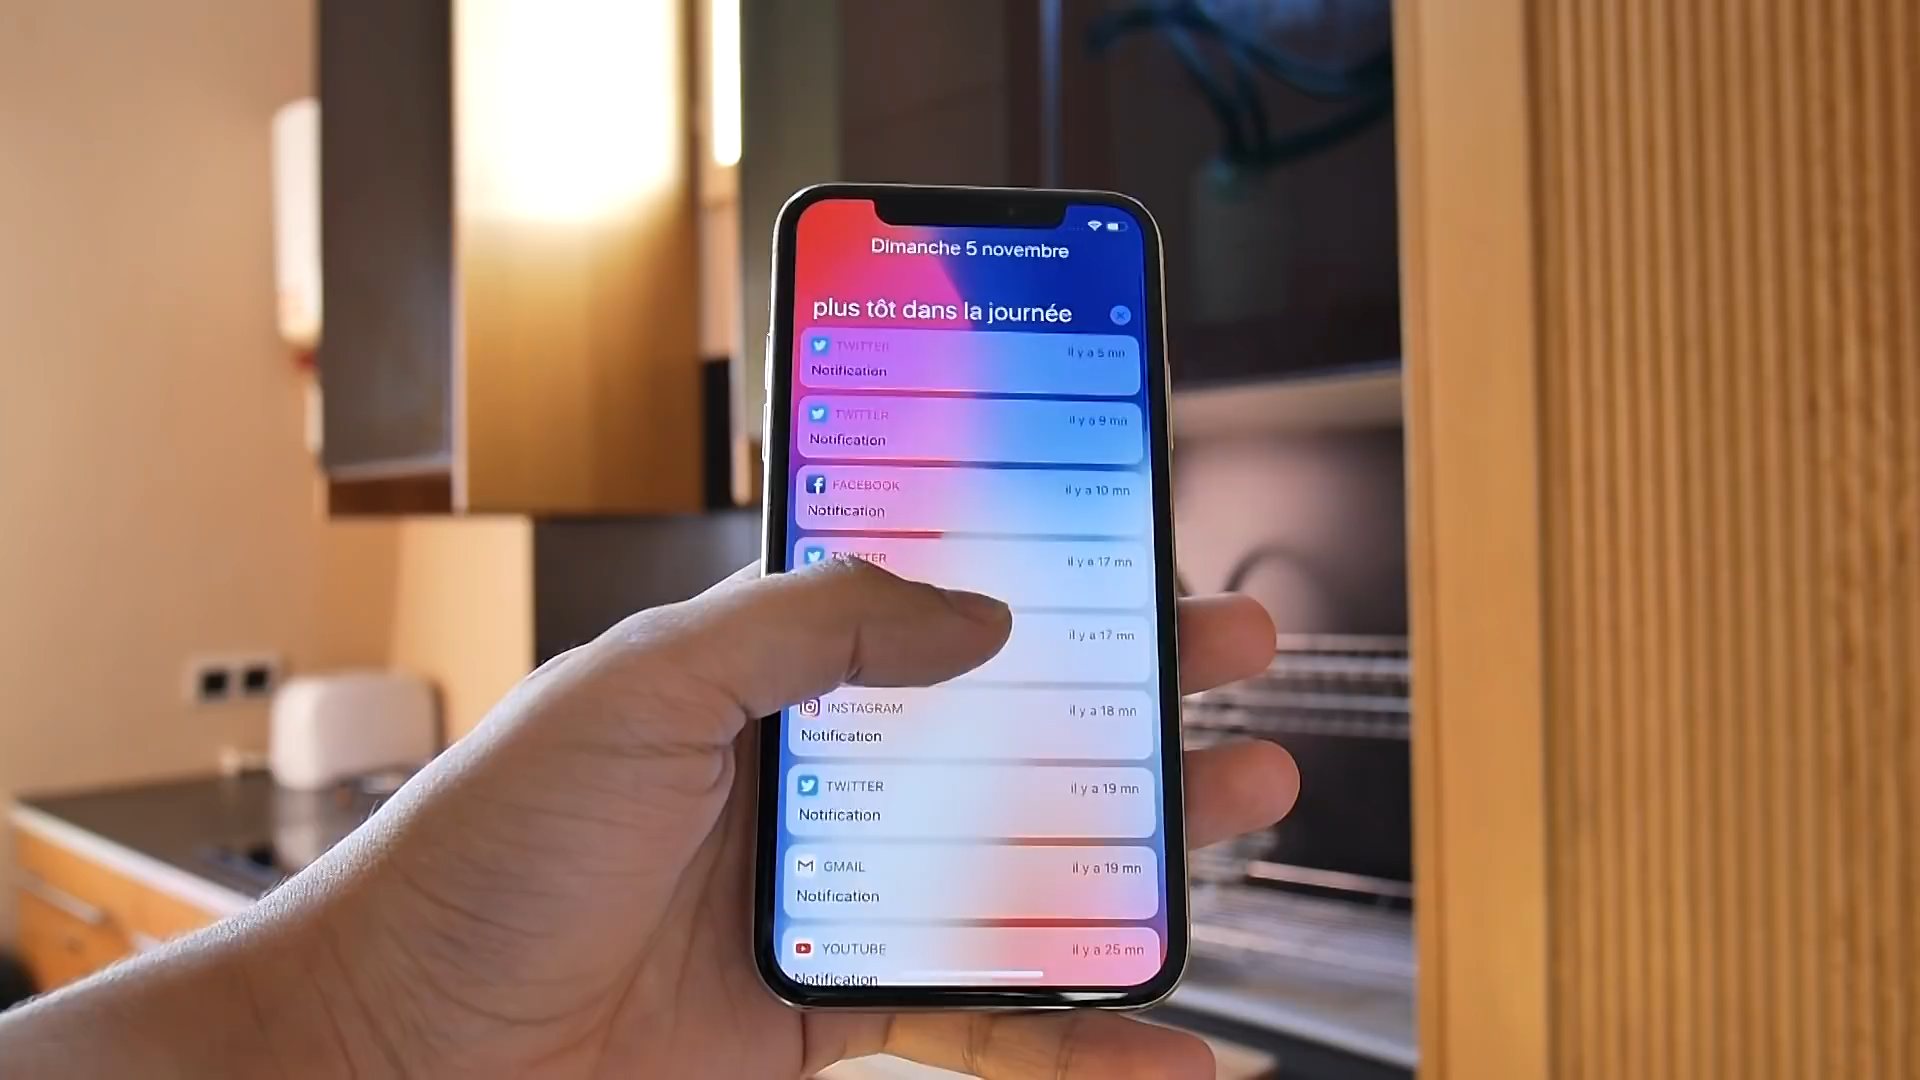 Dimanche 5 novembre
plus tôt dans la journée
TWITTER
il y a 5 mn
Notification
TWITTER
il y a 9 mn
Notification
FACEBOOK
il y a 10 mn
Notification
TWITTER
il y a 17 mn
il y a 17 mn
INSTAGRAM
il y a 18 mn
Notification
TWITTER
il y a 19 mn
Notification
GMAIL
il y a 19 mn
Notification
YOUTUBE
il y a 25 mn
Notification